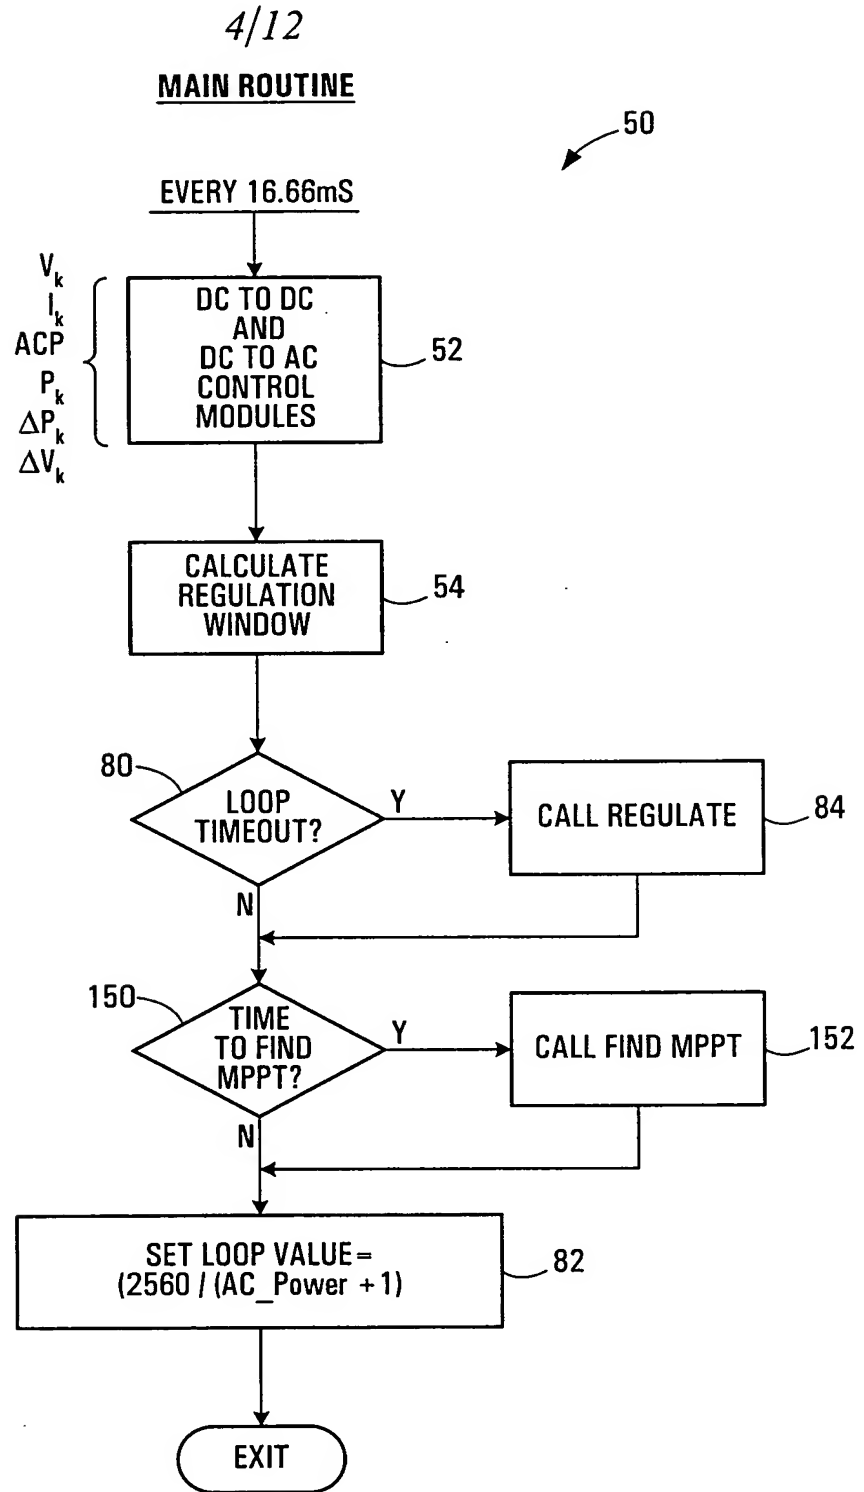 4/12
MAIN ROUTINE
50
EVERY 16.66mS
V_k
I_k
ACP
P_k
ΔP_k
ΔV_k
DC TO DC
AND
DC TO AC
CONTROL
MODULES
52
CALCULATE
REGULATION
WINDOW
54
80
LOOP
TIMEOUT?
Y
CALL REGULATE
84
N
150
TIME
TO FIND
MPPT?
Y
CALL FIND MPPT
152
N
SET LOOP VALUE=
(2560 / (AC_Power +1)
82
EXIT